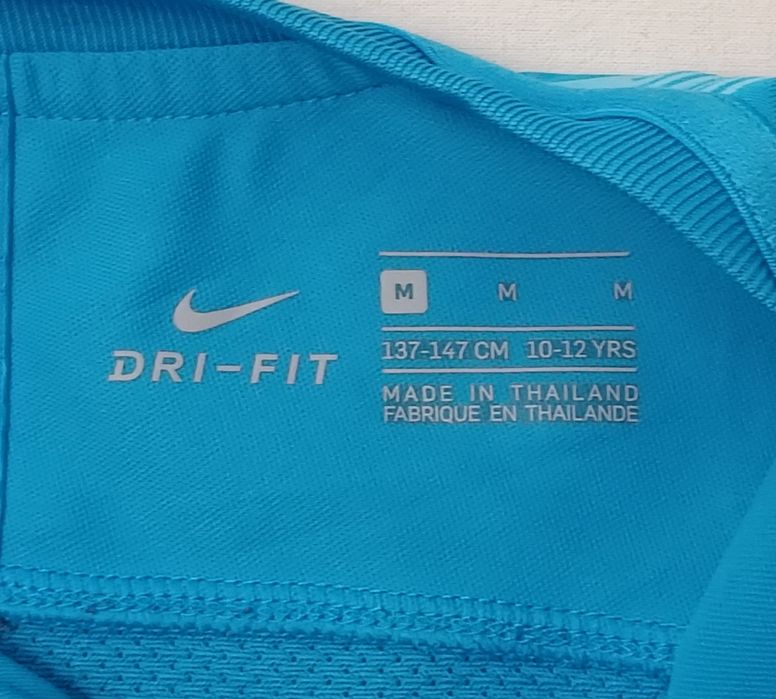 DRI-FIT
M M M
137-147 CM 10-12 YRS
MADE IN THAILAND
FABRIQUE EN THAILANDE